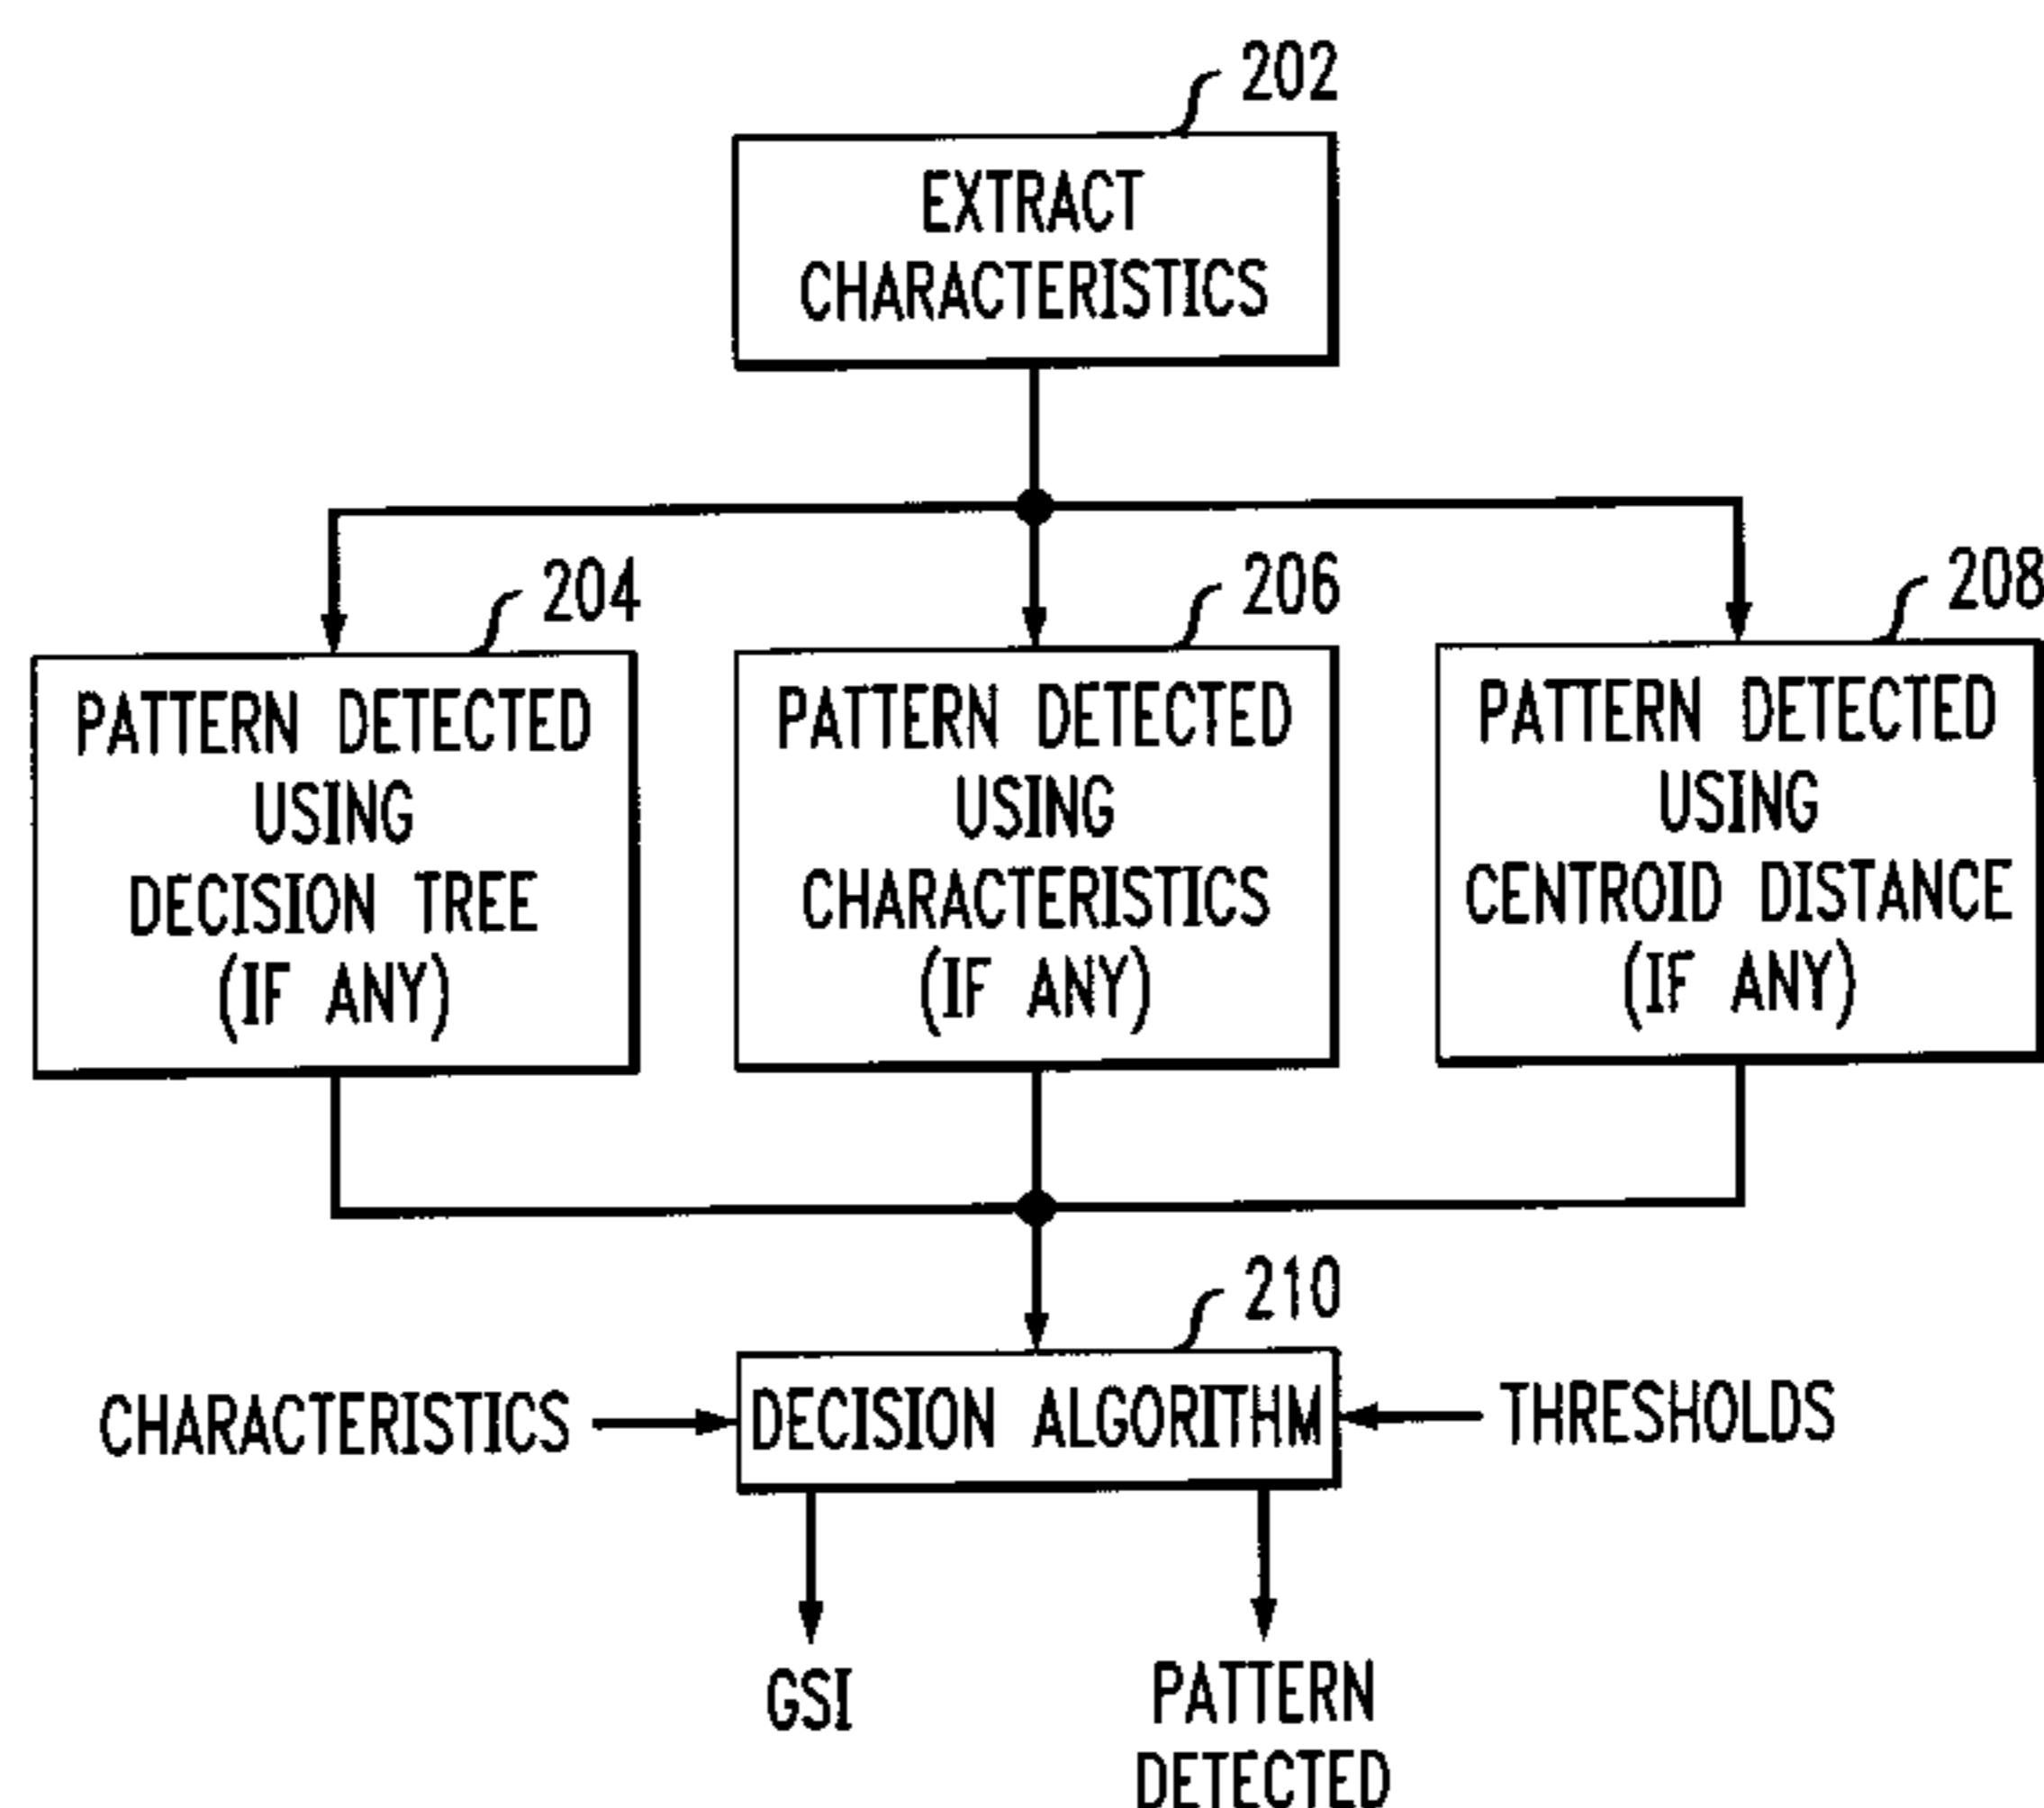 202
EXTRACT
CHARACTERISTICS
204
PATTERN DETECTED
USING
DECISION TREE
(IF ANY)
206
PATTERN DETECTED
USING
CHARACTERISTICS
(IF ANY)
208
PATTERN DETECTED
USING
CENTROID DISTANCE
(IF ANY)
210
CHARACTERISTICS
DECISION ALGORITHM
THRESHOLDS
GSI
PATTERN
DETECTED